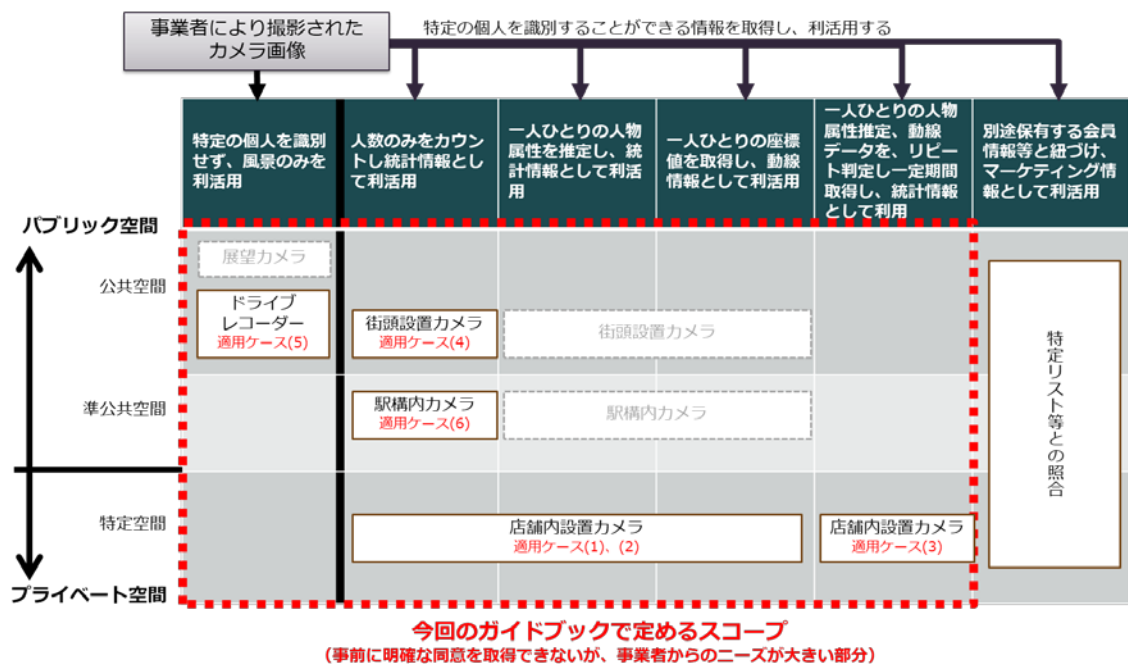 事業者により撮影された
カメラ画像
特定の個人を識別することができる情報を取得し、利活用する
特定の個人を識別
せず、風景のみを
利活用
人数のみをカウン
トし統計情報とし
て利活用
一人ひとりの人物
属性を推定し、統
計情報として利活
用
一人ひとりの座標
値を取得し、動線
情報として利活用
一人ひとりの人物
属性推定、動線
データを、リピー
ト判定し一定期間
取得し、統計情報
として利用
別途保有する会員
情報等と紐づけ、
マーケティング情
報として利活用
パブリック空間
公共空間
準公共空間
特定空間
プライベート空間
展望カメラ
ドライブ
レコーダー
適用ケース(5)
街頭設置カメラ
適用ケース(4)
街頭設置カメラ
駅構内カメラ
適用ケース(6)
駅構内カメラ
店舗内設置カメラ
適用ケース(1)、(2)
店舗内設置カメラ
適用ケース(3)
特定リスト等との照合
今回のガイドブックで定めるスコープ
（事前に明確な同意を取得できないが、事業者からのニーズが大きい部分）